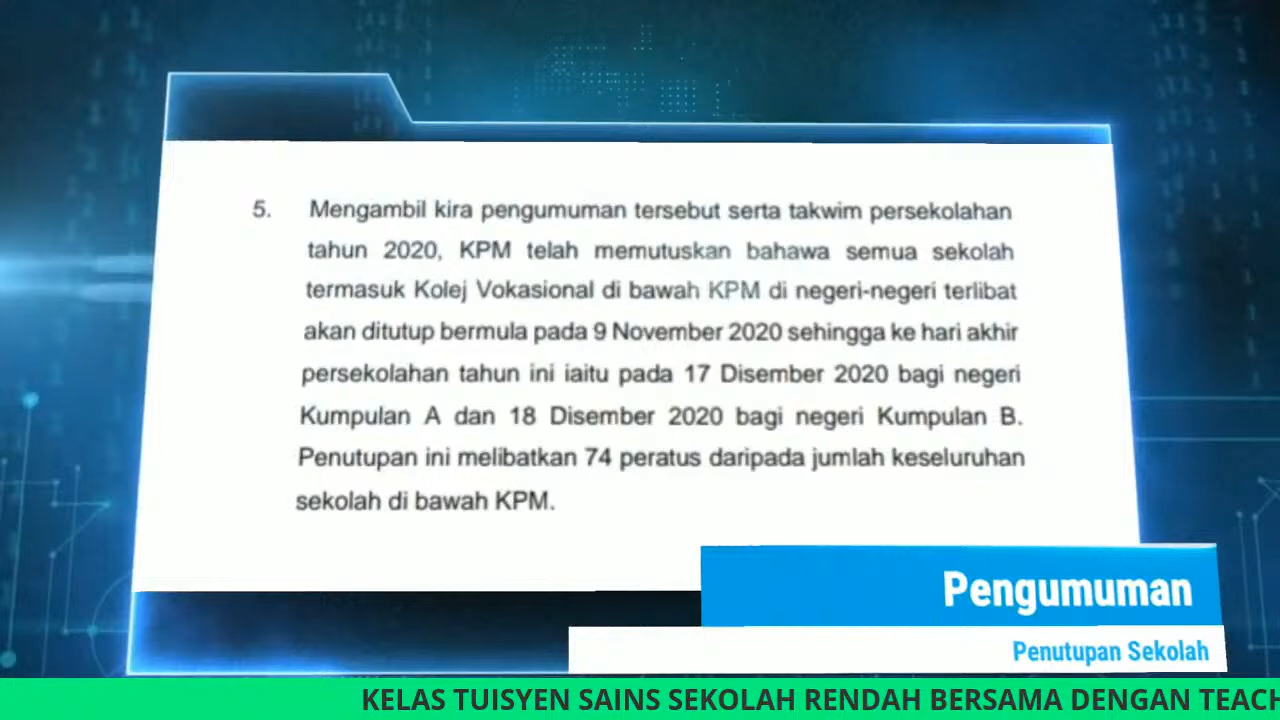 5. Mengambil kira pengumuman tersebut serta takwim persekolahan
tahun 2020, KPM telah memutuskan bahawa semua sekolah
termasuk Kolej Vokasional di bawah KPM di negeri-negeri terlibat
akan ditutup bermula pada 9 November 2020 sehingga ke hari akhir
persekolahan tahun ini iaitu pada 17 Disember 2020 bagi negeri
Kumpulan A dan 18 Disember 2020 bagi negeri Kumpulan B.
Penutupan ini melibatkan 74 peratus daripada jumlah keseluruhan
sekolah di bawah KPM.
Pengumuman
Penutupan Sekolah
KELAS TUISYEN SAINS SEKOLAH RENDAH BERSAMA DENGAN TEACH